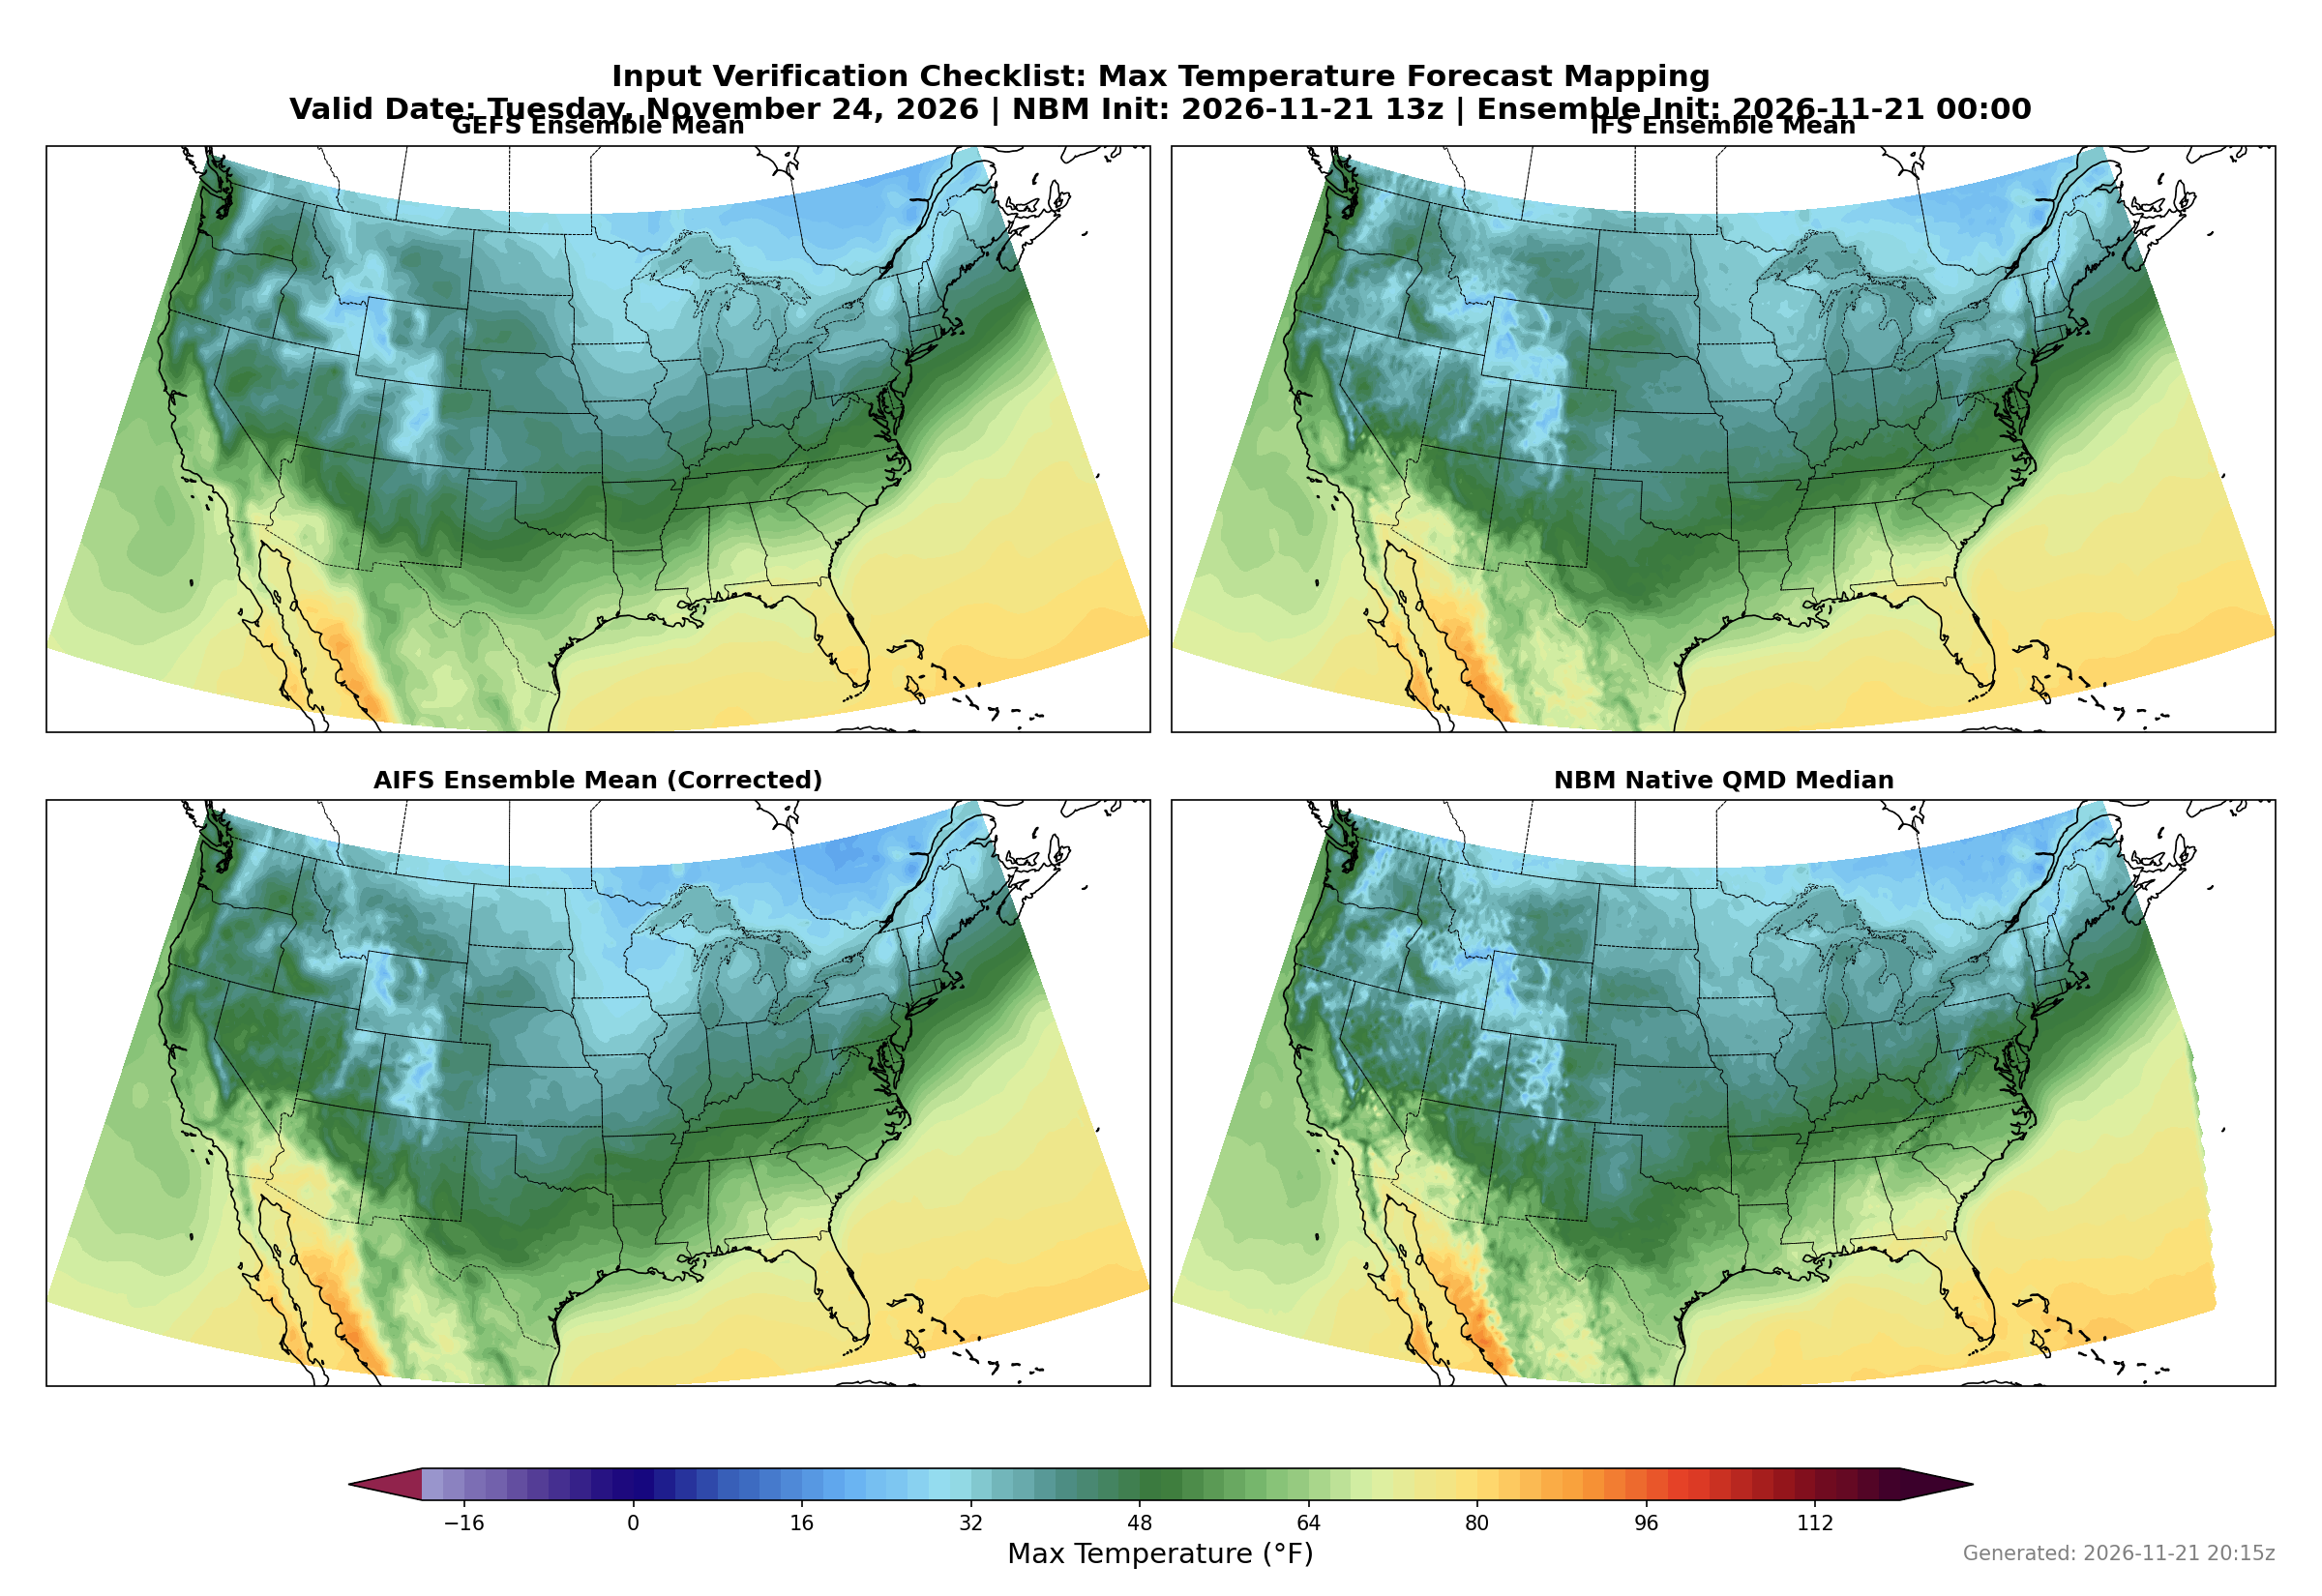 Input Verification Checklist: Max Temperature Forecast Mapping
Valid Date: Tuesday, November 24, 2026 | NBM Init: 2026-11-21 13z | Ensemble Init: 2026-11-21 00:00
GEFS Ensemble Mean
IFS Ensemble Mean
AIFS Ensemble Mean (Corrected)
NBM Native QMD Median
−16 0 16 32 48 64 80 96 112
Max Temperature (°F)
Generated: 2026-11-21 20:15z